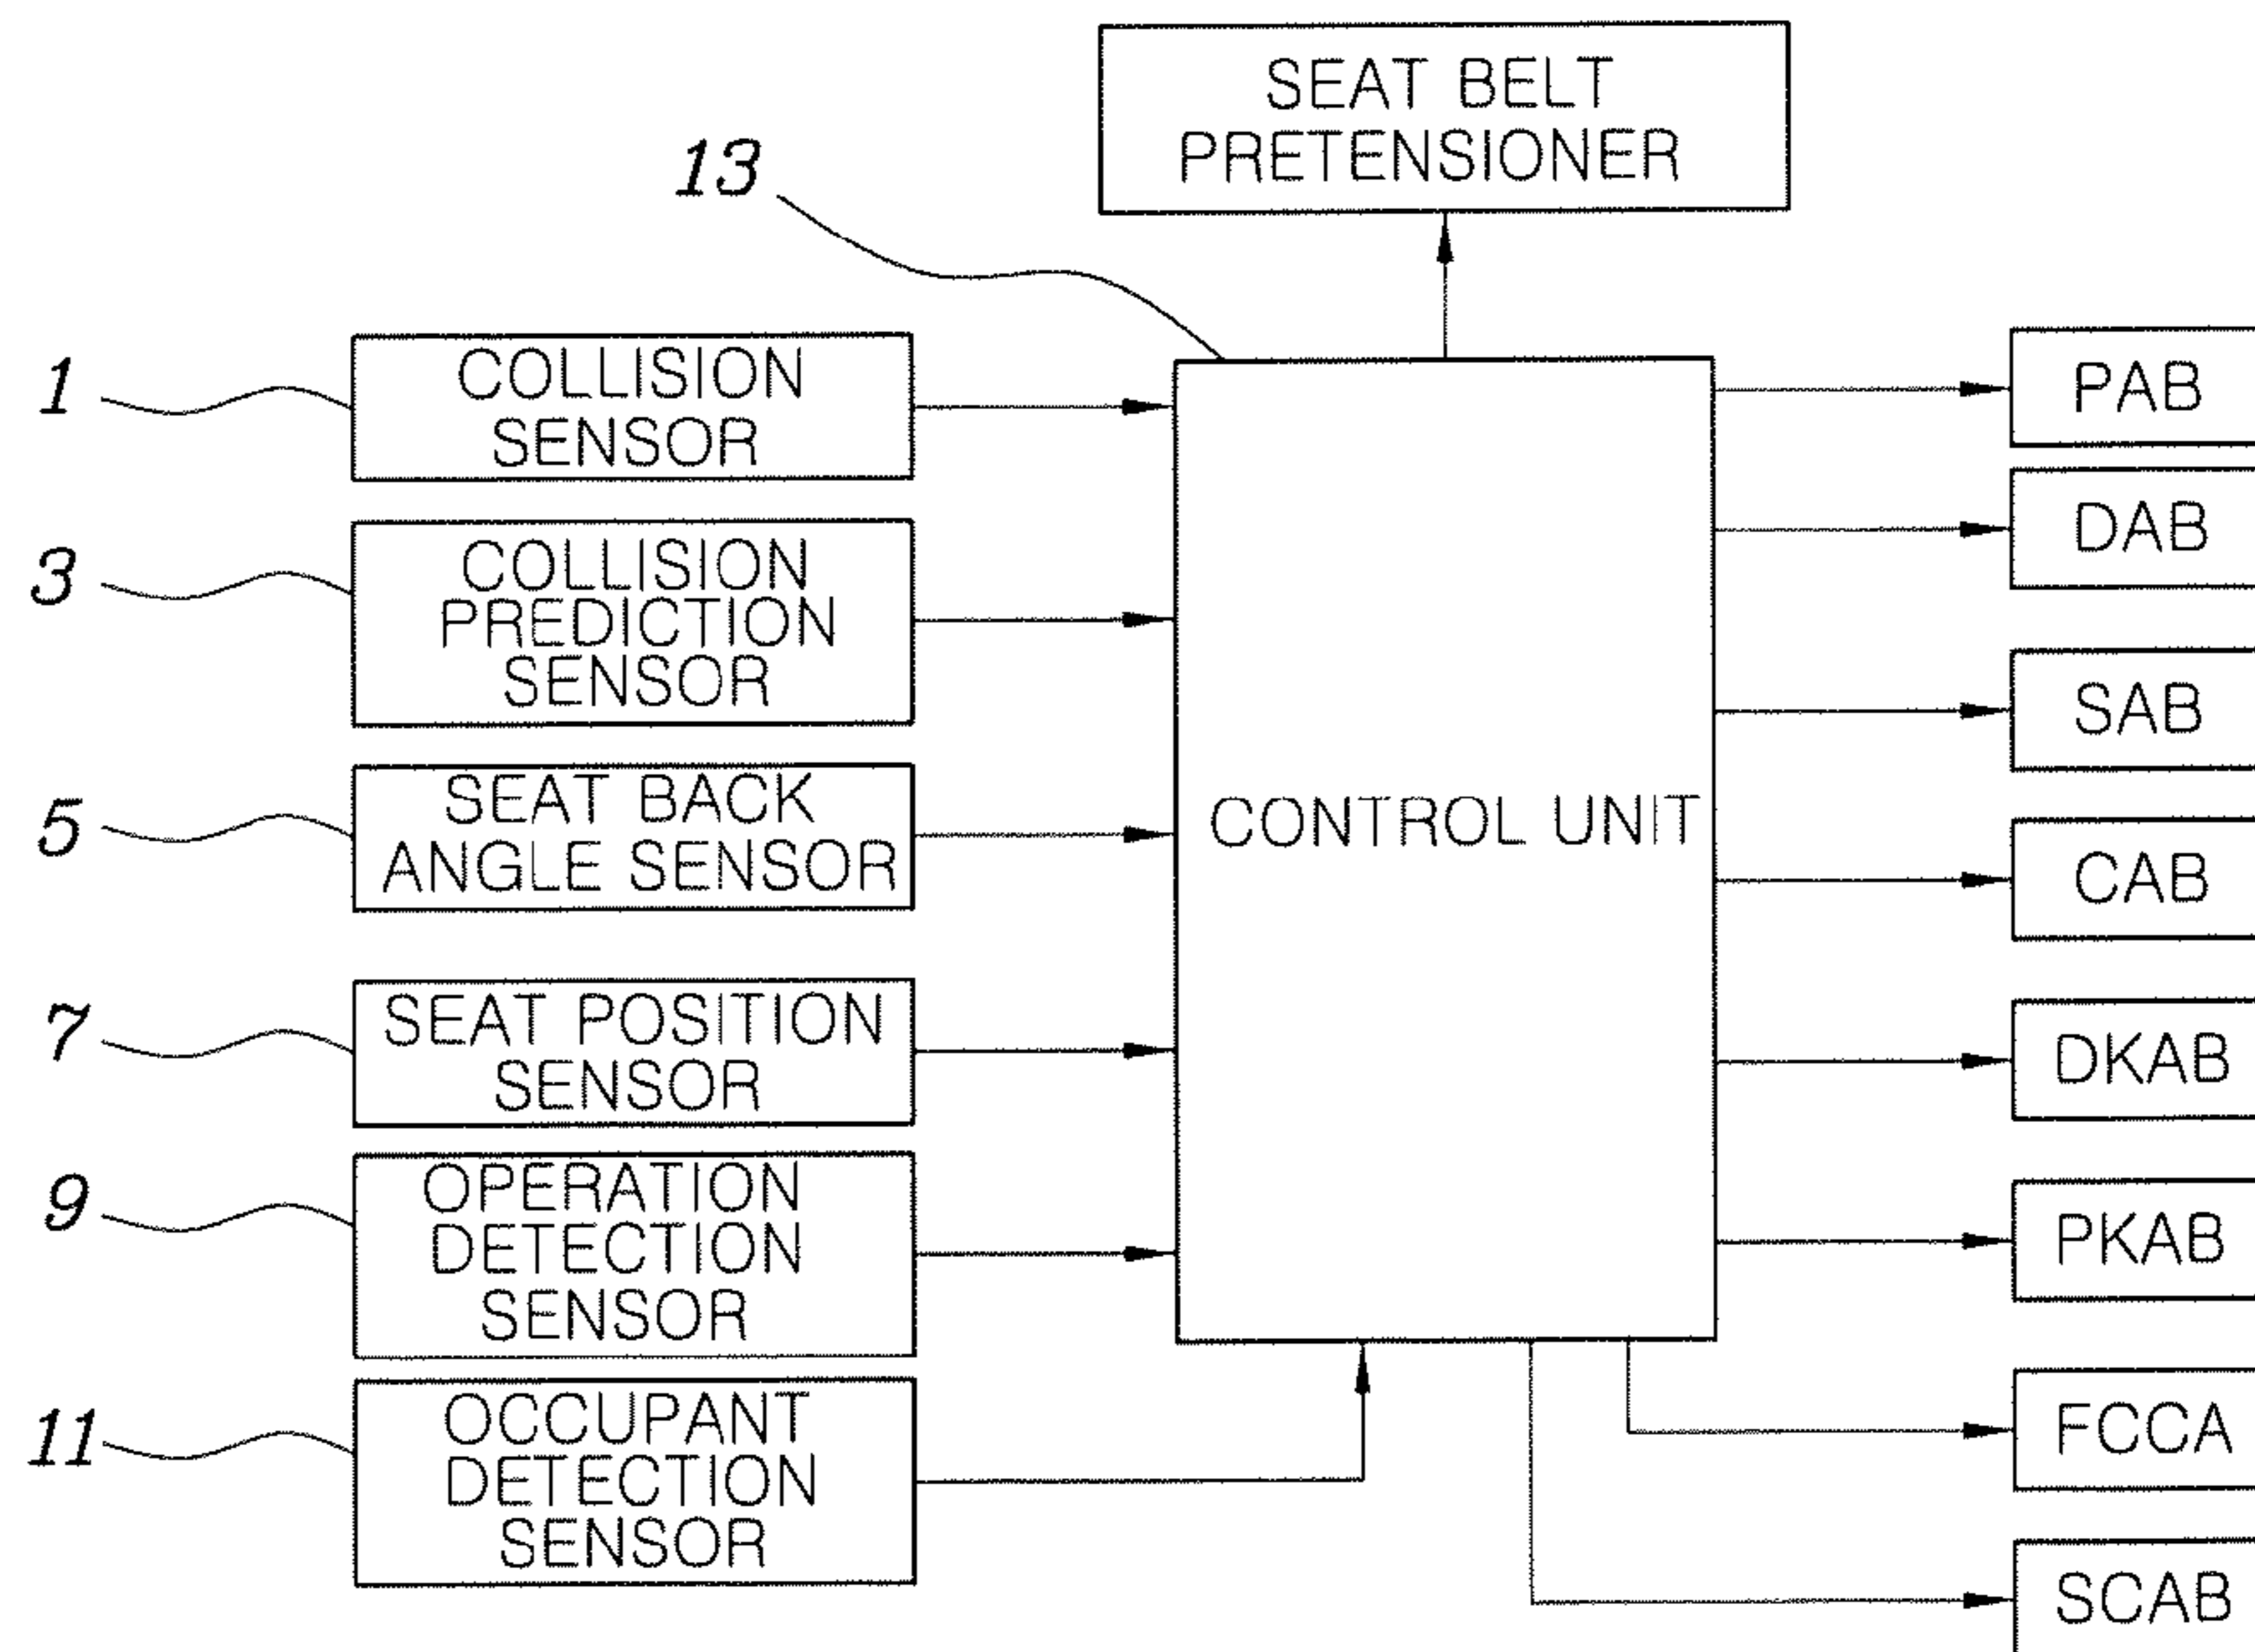 SEAT BELT
PRETENSIONER
13
1
COLLISION
SENSOR
3
COLLISION
PREDICTION
SENSOR
5
SEAT BACK
ANGLE SENSOR
7
SEAT POSITION
SENSOR
9
OPERATION
DETECTION
SENSOR
11
OCCUPANT
DETECTION
SENSOR
CONTROL UNIT
PAB
DAB
SAB
CAB
DKAB
PKAB
FCCA
SCAB